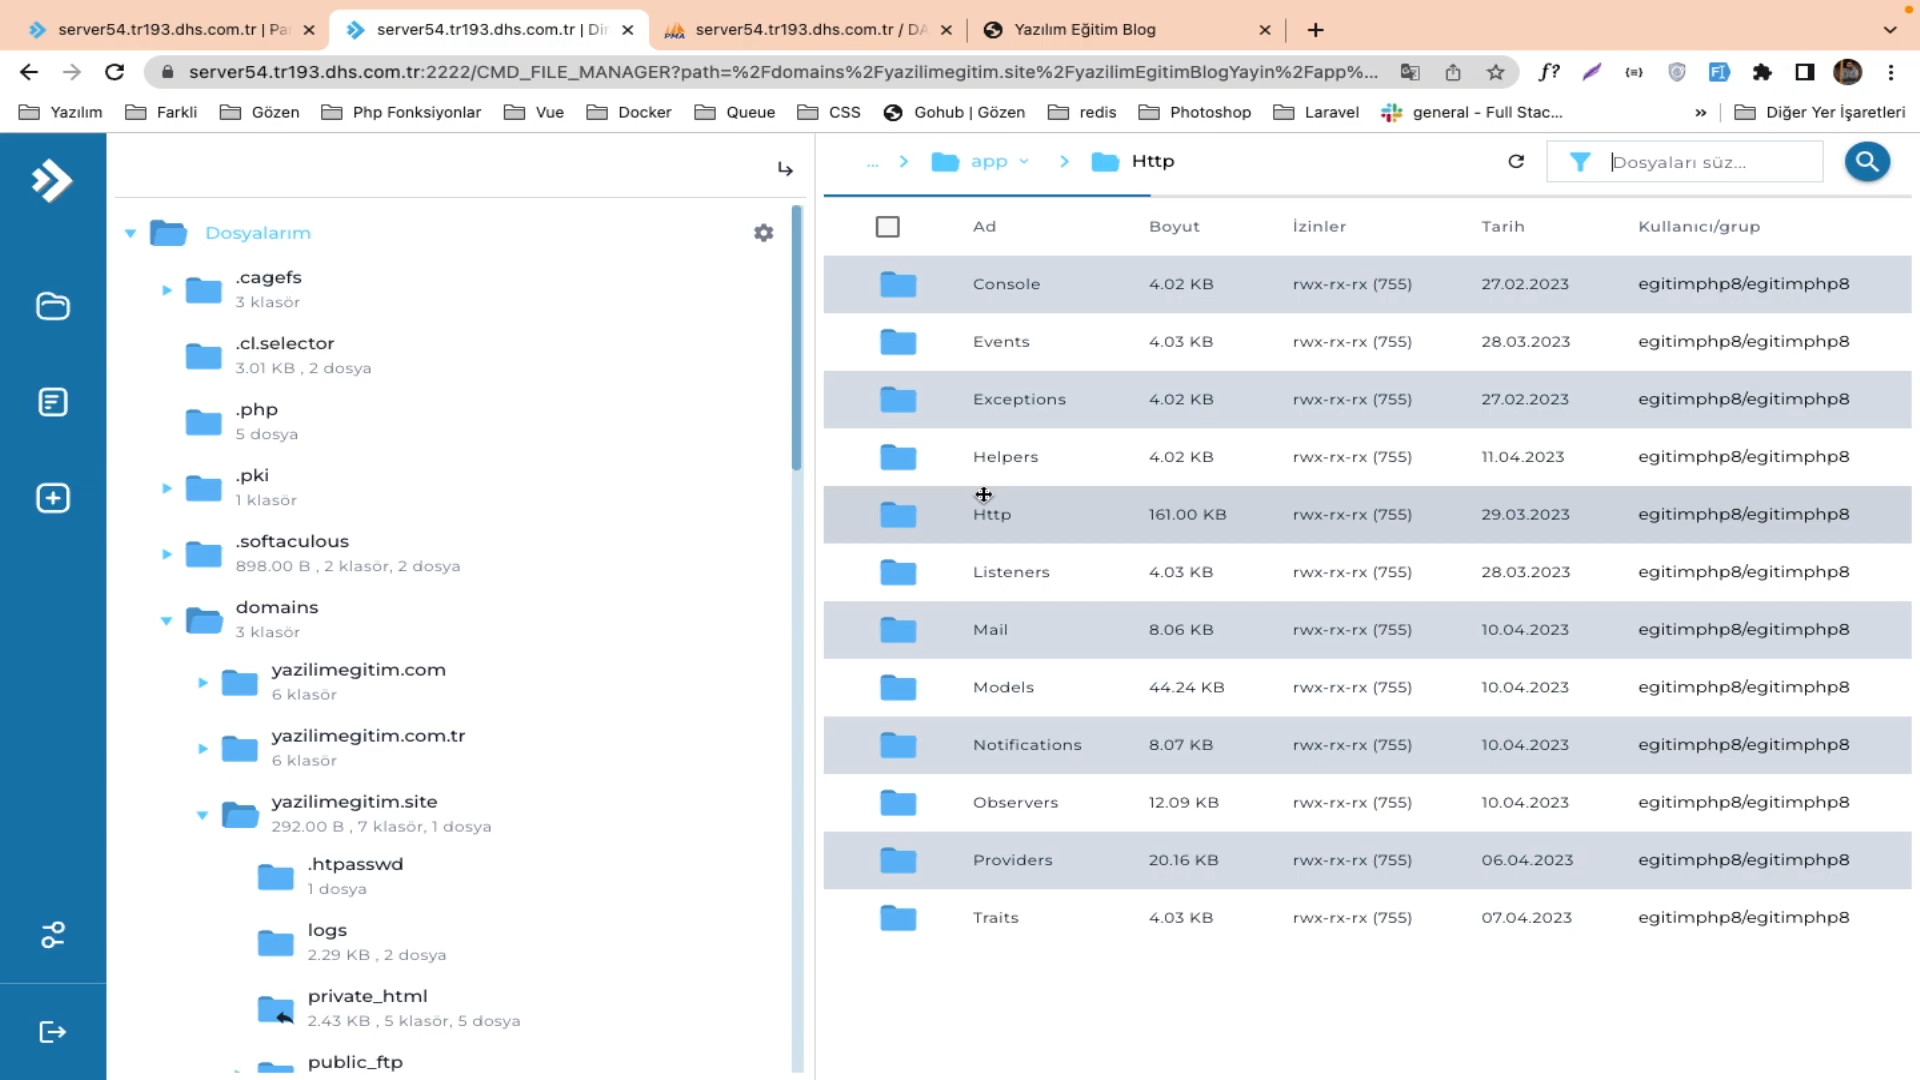 server54.tr193.dhs.com.tr | Pa
server54.tr193.dhs.com.tr | Dir
server54.tr193.dhs.com.tr / DA
Yazılım Eğitim Blog
server54.tr193.dhs.com.tr:2222/CMD_FILE_MANAGER?path=%2Fdomains%2Fyazilimegitim.site%2FyazilimEgitimBlogYayin%2Fapp%...
Yazılım
Farkli
Gözen
Php Fonksiyonlar
Vue
Docker
Queue
CSS
Gohub | Gözen
redis
Photoshop
Laravel
general - Full Stac...
»
Diğer Yer İşaretleri
Dosyalarım
.cagefs
3 klasör
.cl.selector
3.01 KB , 2 dosya
.php
5 dosya
.pki
1 klasör
.softaculous
898.00 B , 2 klasör, 2 dosya
domains
3 klasör
yazilimegitim.com
6 klasör
yazilimegitim.com.tr
6 klasör
yazilimegitim.site
292.00 B , 7 klasör, 1 dosya
.htpasswd
1 dosya
logs
2.29 KB , 2 dosya
private_html
2.43 KB , 5 klasör, 5 dosya
public_ftp
... > app > Http
Dosyaları süz...
Ad Boyut İzinler Tarih Kullanıcı/grup
Console 4.02 KB rwx-rx-rx (755) 27.02.2023 egitimphp8/egitimphp8
Events 4.03 KB rwx-rx-rx (755) 28.03.2023 egitimphp8/egitimphp8
Exceptions 4.02 KB rwx-rx-rx (755) 27.02.2023 egitimphp8/egitimphp8
Helpers 4.02 KB rwx-rx-rx (755) 11.04.2023 egitimphp8/egitimphp8
Http 161.00 KB rwx-rx-rx (755) 29.03.2023 egitimphp8/egitimphp8
Listeners 4.03 KB rwx-rx-rx (755) 28.03.2023 egitimphp8/egitimphp8
Mail 8.06 KB rwx-rx-rx (755) 10.04.2023 egitimphp8/egitimphp8
Models 44.24 KB rwx-rx-rx (755) 10.04.2023 egitimphp8/egitimphp8
Notifications 8.07 KB rwx-rx-rx (755) 10.04.2023 egitimphp8/egitimphp8
Observers 12.09 KB rwx-rx-rx (755) 10.04.2023 egitimphp8/egitimphp8
Providers 20.16 KB rwx-rx-rx (755) 06.04.2023 egitimphp8/egitimphp8
Traits 4.03 KB rwx-rx-rx (755) 07.04.2023 egitimphp8/egitimphp8